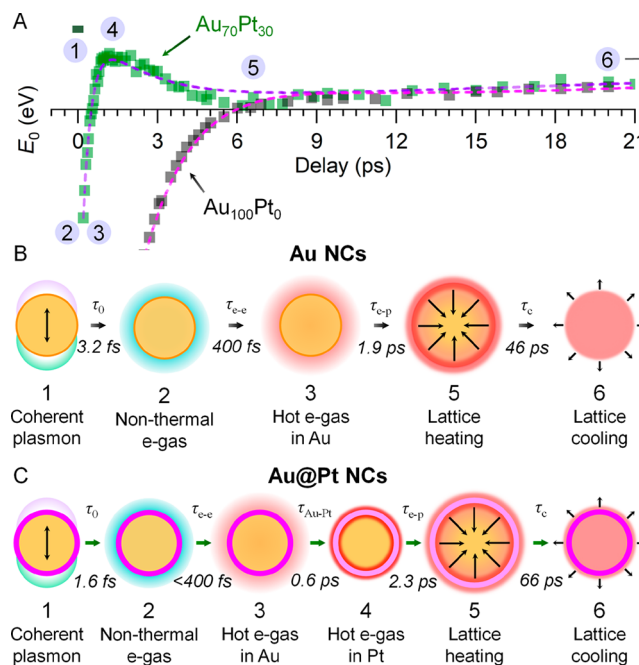 A
1
4
Au70Pt30
5
6
E0 (eV)
0 3 6 9 12 15 18 21
Delay (ps)
Au100Pt0
2 3
B Au NCs
τ0 τe-e τe-p τc
3.2 fs 400 fs 1.9 ps 46 ps
1 2 3 5 6
Coherent plasmon
Non-thermal e-gas
Hot e-gas in Au
Lattice heating
Lattice cooling
C Au@Pt NCs
τ0 τe-e τAu-Pt τe-p τc
1.6 fs <400 fs 0.6 ps 2.3 ps 66 ps
1 2 3 4 5 6
Coherent plasmon
Non-thermal e-gas
Hot e-gas in Au
Hot e-gas in Pt
Lattice heating
Lattice cooling